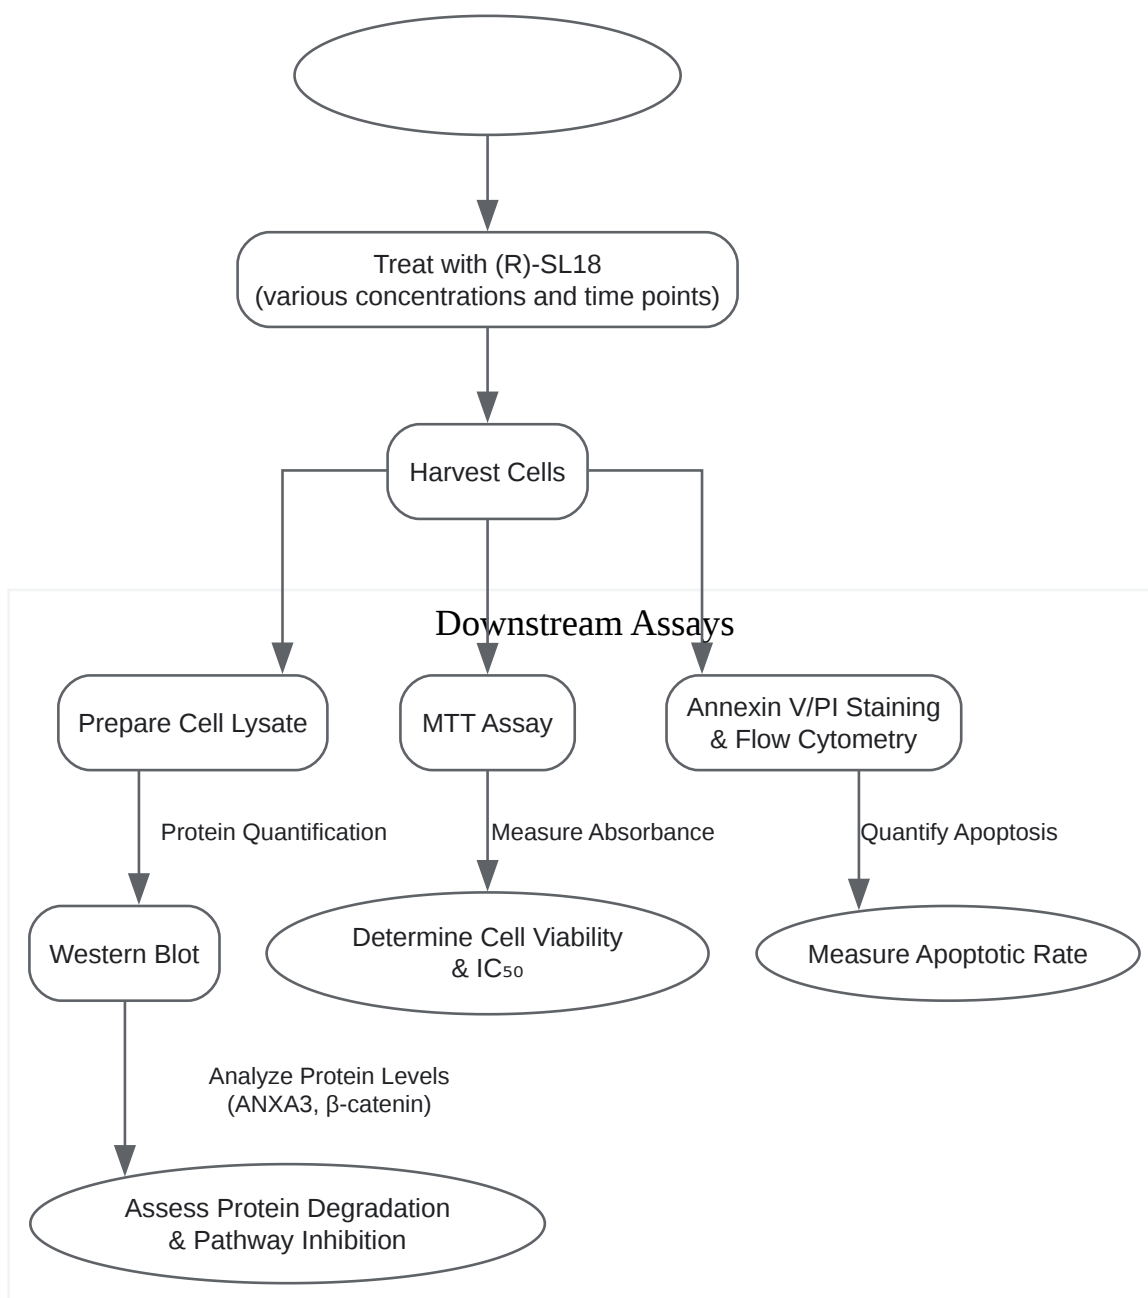 Treat with (R)-SL18
(various concentrations and time points)
Harvest Cells
Downstream Assays
Prepare Cell Lysate
MTT Assay
Annexin V/PI Staining
& Flow Cytometry
Protein Quantification
Measure Absorbance
Quantify Apoptosis
Western Blot
Determine Cell Viability
& IC₅₀
Measure Apoptotic Rate
Analyze Protein Levels
(ANXA3, β-catenin)
Assess Protein Degradation
& Pathway Inhibition